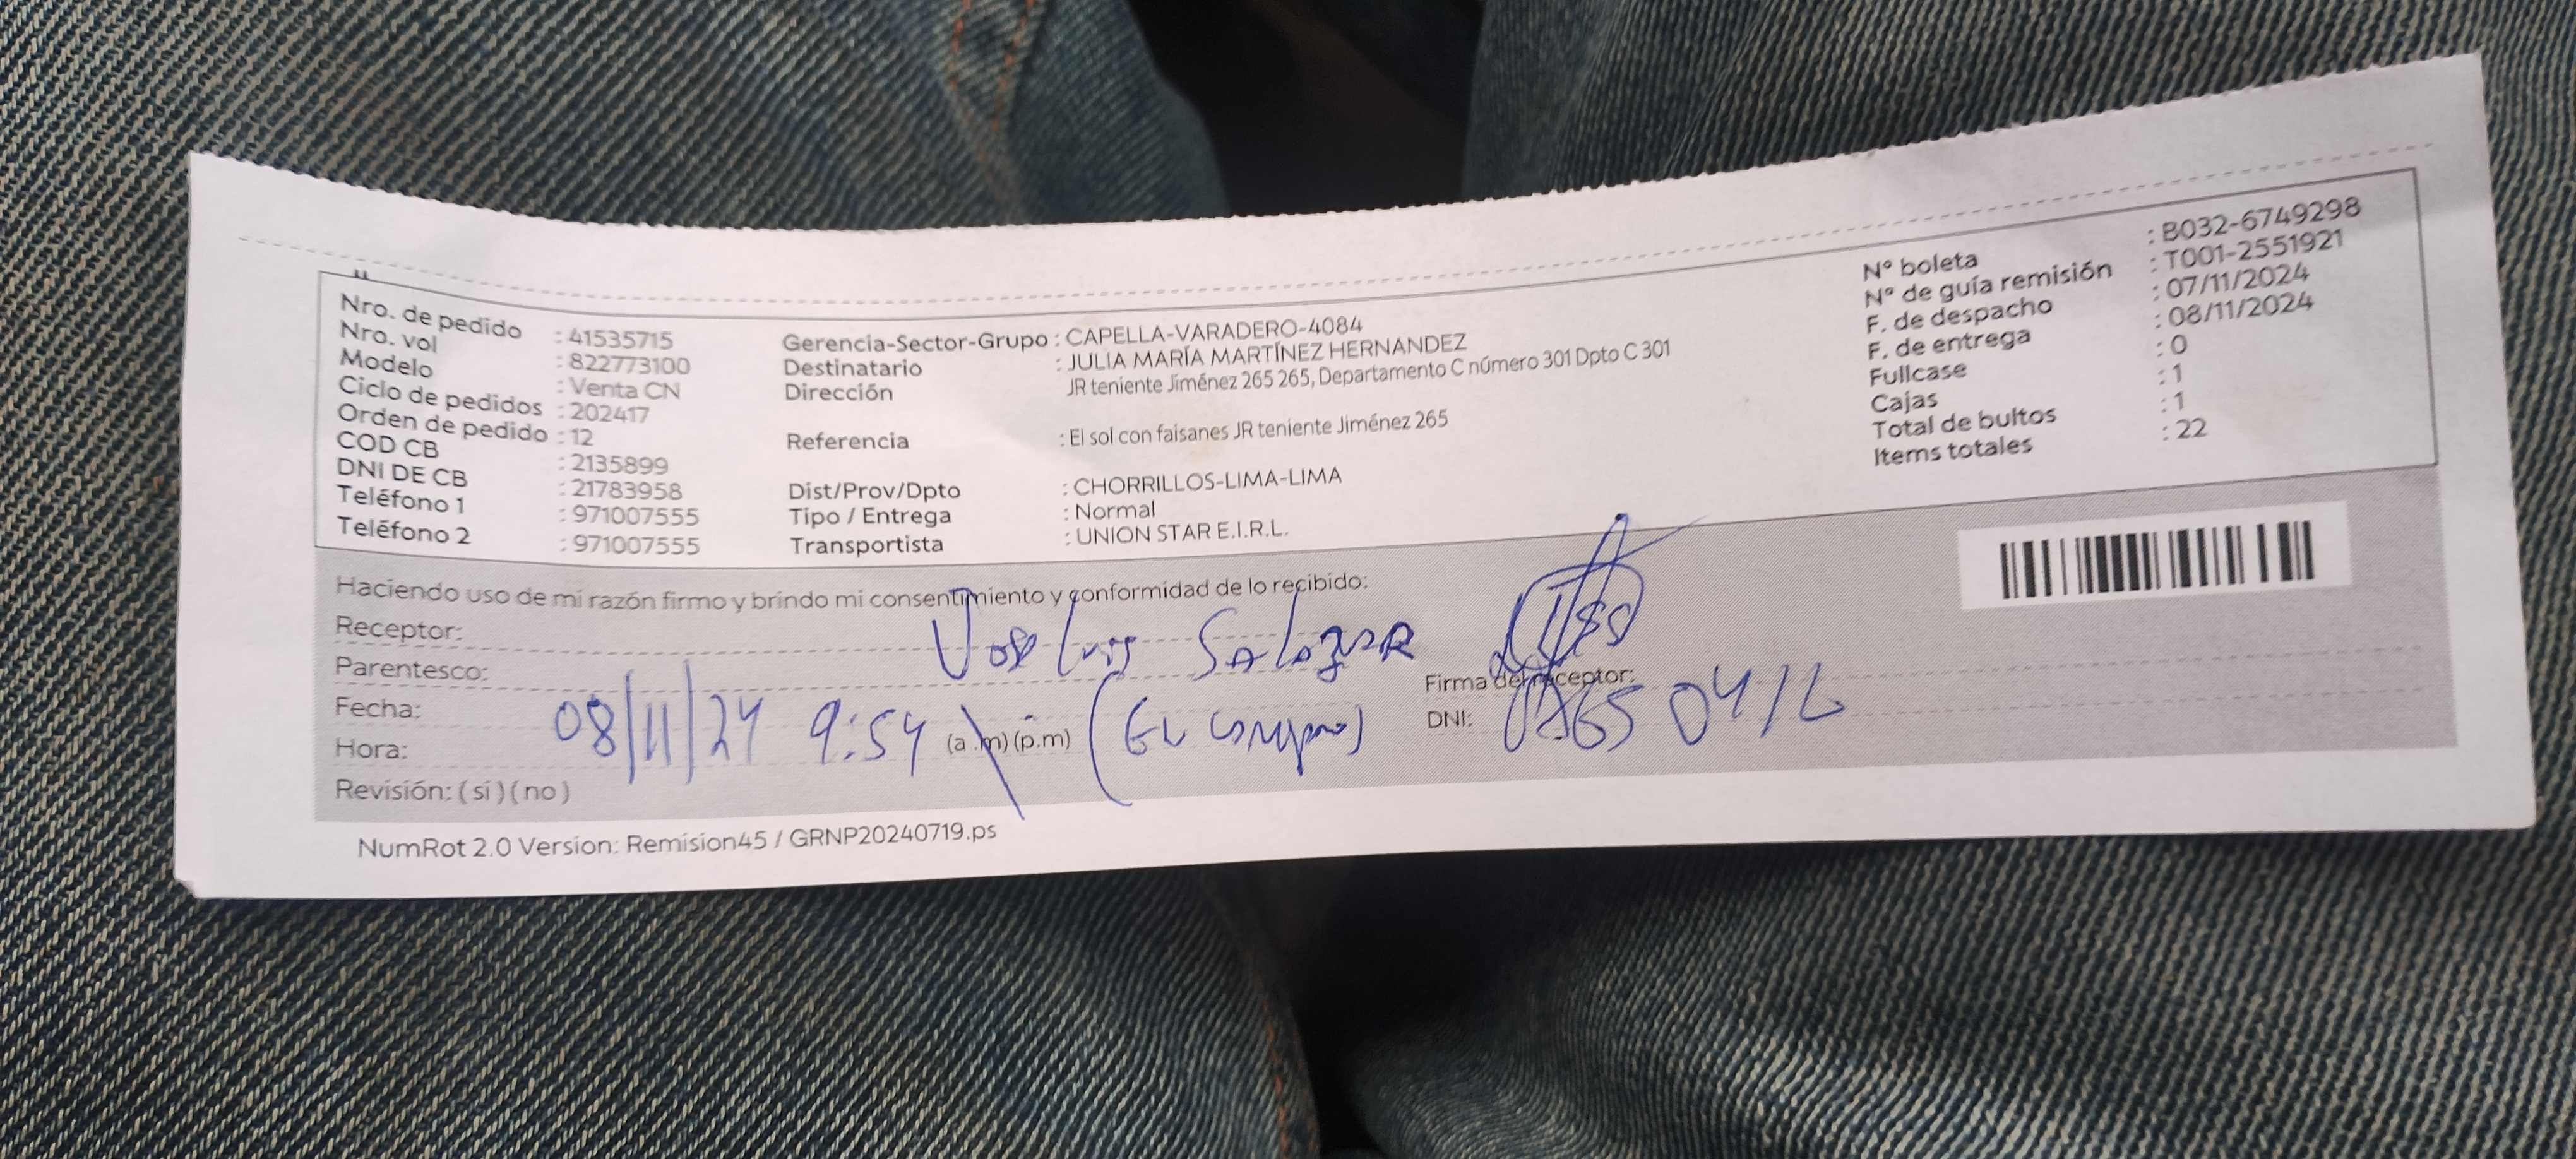 Nro. de pedido : 41535715
Nro. vol : 822773100
Modelo : Venta CN
Ciclo de pedidos : 202417
Orden de pedido : 12
COD CB : 2135899
DNI DE CB : 21783958
Teléfono 1 : 971007555
Teléfono 2 : 971007555
Gerencia-Sector-Grupo : CAPELLA-VARADERO-4084
Destinatario : JULIA MARÍA MARTÍNEZ HERNANDEZ
Dirección JR teniente Jiménez 265 265, Departamento C número 301 Dpto C 301
Referencia : El sol con faisanes JR teniente Jiménez 265
Dist/Prov/Dpto : CHORRILLOS-LIMA-LIMA
Tipo / Entrega : Normal
Transportista : UNION STAR E.I.R.L.
Nº boleta : B032-6749298
Nº de guía remisión : T001-2551921
F. de despacho : 07/11/2024
F. de entrega : 08/11/2024
Fullcase : 0
Cajas : 1
Total de bultos : 1
Items totales : 22
Haciendo uso de mi razón firmo y brindo mi consentimiento y conformidad de lo recibido:
Receptor: Jose Luis Salazar
Parentesco:
Firma del receptor:
Fecha: 08/11/24
DNI:
Hora: 9:54 (a.m) (p.m)
Revisión: ( si ) ( no )
NumRot 2.0 Version: Remision45 / GRNP20240719.ps